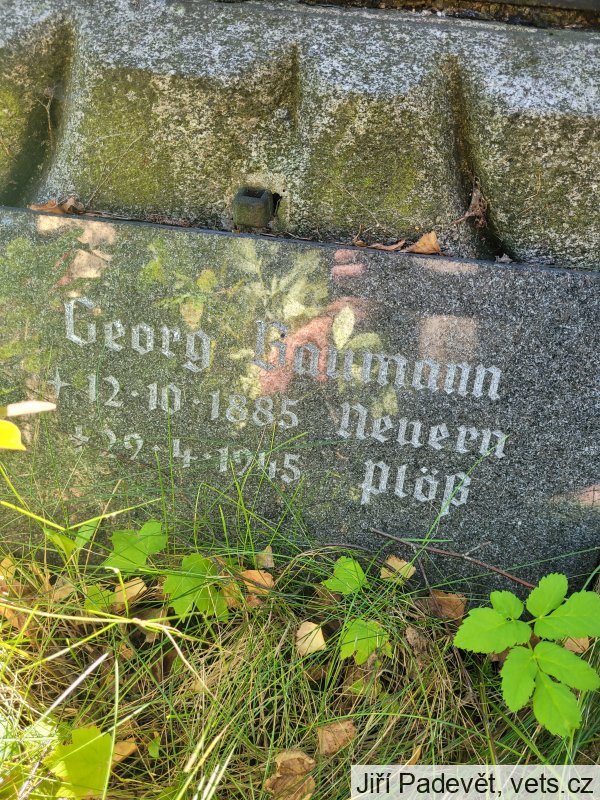 Georg Baumann
✝ 12·10·1885 Neuern
✝ 29·4·1945 Plöß
Jiří Padevět, vets.cz